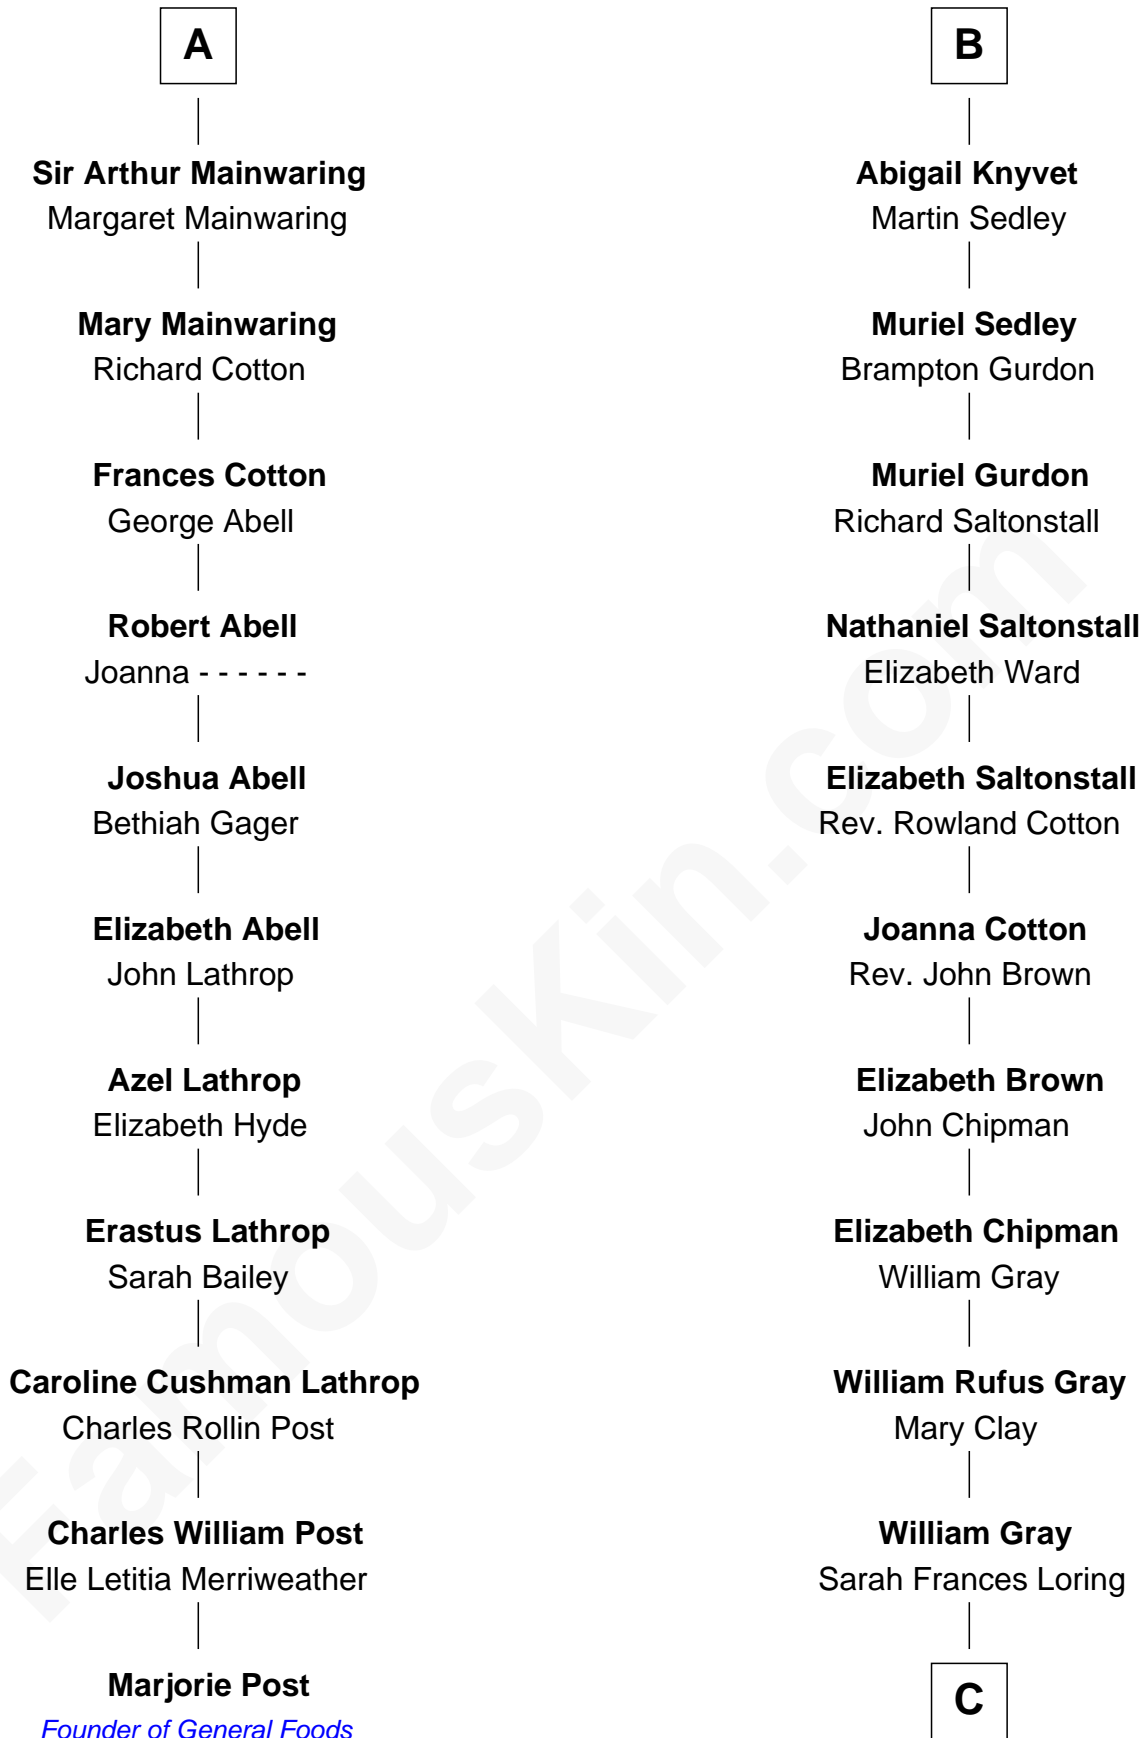 A
Sir Arthur Mainwaring
Margaret Mainwaring
Mary Mainwaring
Richard Cotton
Frances Cotton
George Abell
Robert Abell
Joanna - - - - - -
Joshua Abell
Bethiah Gager
Elizabeth Abell
John Lathrop
Azel Lathrop
Elizabeth Hyde
Erastus Lathrop
Sarah Bailey
Caroline Cushman Lathrop
Charles Rollin Post
Charles William Post
Elle Letitia Merriweather
Marjorie Post
Founder of General Foods
B
Abigail Knyvet
Martin Sedley
Muriel Sedley
Brampton Gurdon
Muriel Gurdon
Richard Saltonstall
Nathaniel Saltonstall
Elizabeth Ward
Elizabeth Saltonstall
Rev. Rowland Cotton
Joanna Cotton
Rev. John Brown
Elizabeth Brown
John Chipman
Elizabeth Chipman
William Gray
William Rufus Gray
Mary Clay
William Gray
Sarah Frances Loring
C
FamousKin.com